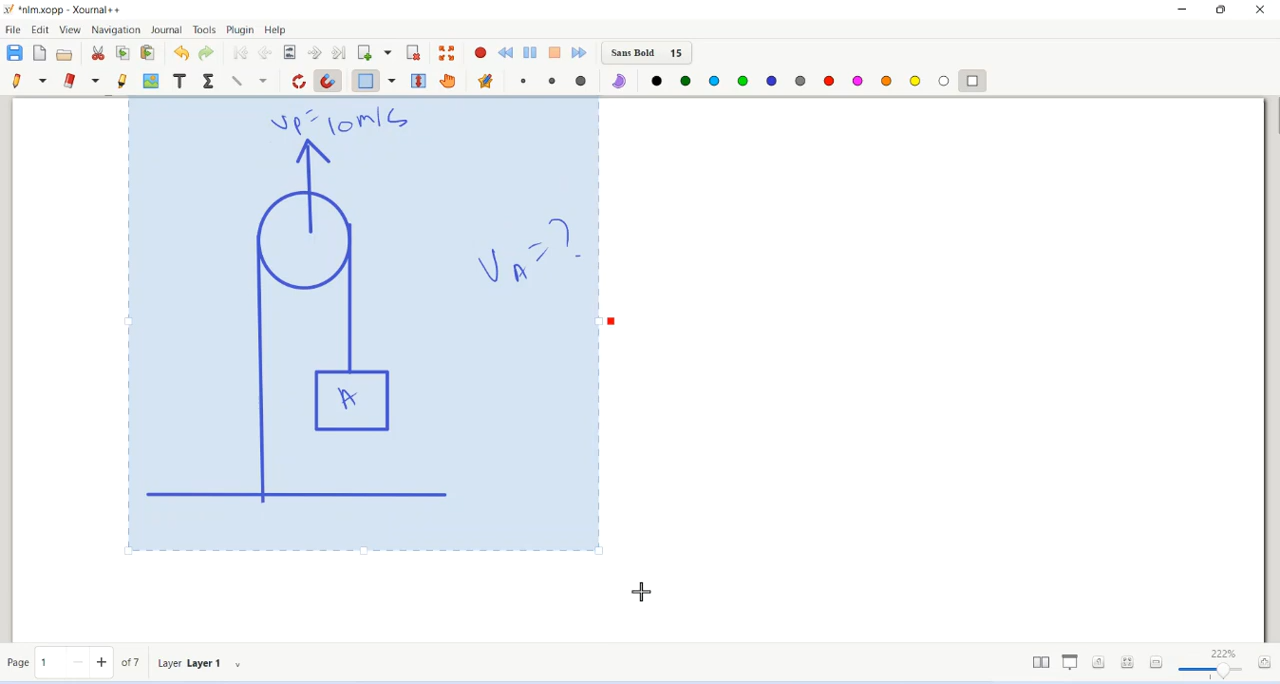 *nlm.xopp - Xournal++
File Edit View Navigation Journal Tools Plugin Help
Sans Bold 15
VP=10m/s
VA=?
A
Page 1 of 7 Layer Layer 1 222%